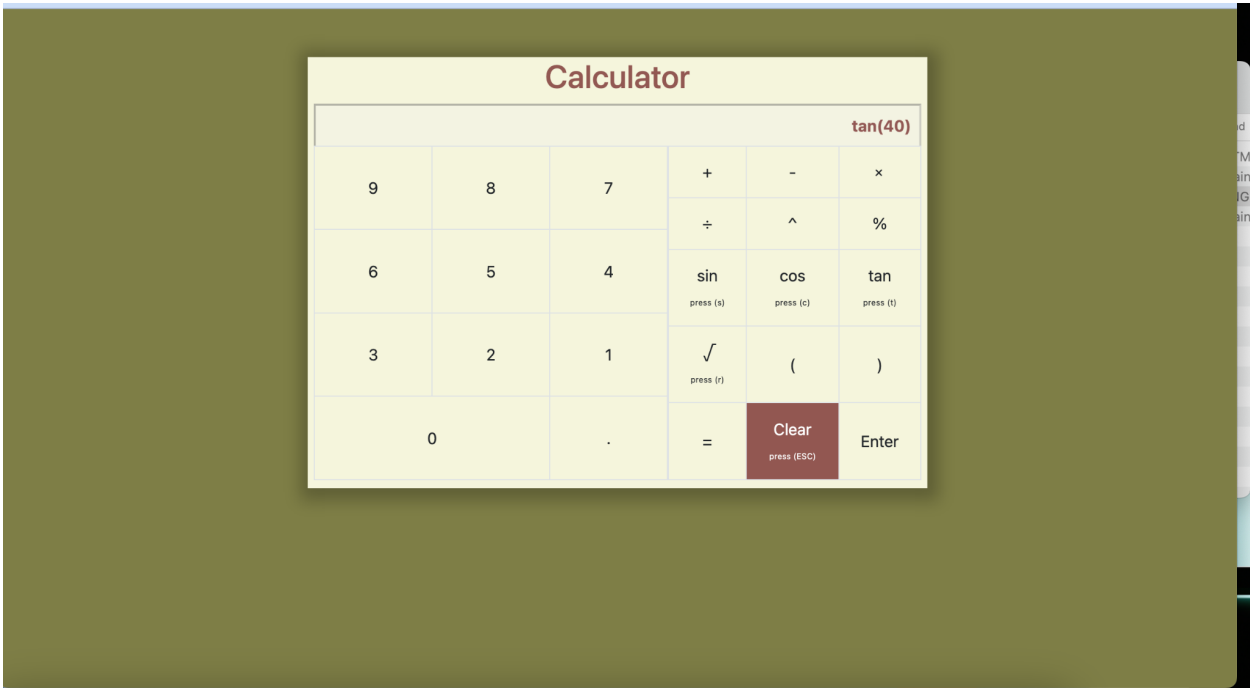 Calculator
tan(40)
9 8 7 + - ×
÷ ^ %
6 5 4 sin cos tan
press (s) press (c) press (t)
3 2 1 √ ( )
press (r)
0 . = Clear Enter
press (ESC)